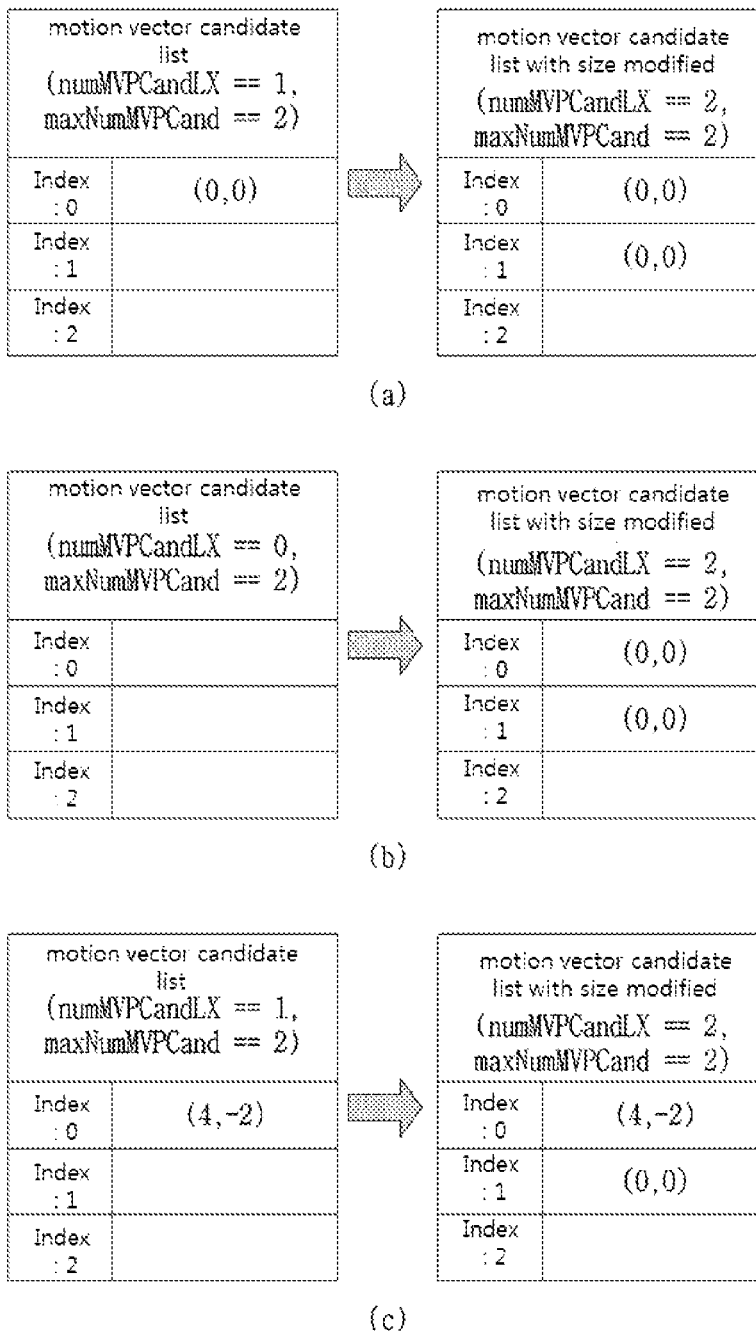 motion vector candidate
list
(numMVPCandLX == 1,
maxNumMVPCand == 2)
Index
: 0
(0,0)
Index
: 1
Index
: 2
motion vector candidate
list with size modified
(numMVPCandLX == 2,
maxNumMVPCand == 2)
Index
: 0
(0,0)
Index
: 1
(0,0)
Index
: 2
(a)
motion vector candidate
list
(numMVPCandLX == 0,
maxNumMVPCand == 2)
Index
: 0
Index
: 1
Index
: 2
motion vector candidate
list with size modified
(numMVPCandLX == 2,
maxNumMVPCand == 2)
Index
: 0
(0,0)
Index
: 1
(0,0)
Index
: 2
(b)
motion vector candidate
list
(numMVPCandLX == 1,
maxNumMVPCand == 2)
Index
: 0
(4,-2)
Index
: 1
Index
: 2
motion vector candidate
list with size modified
(numMVPCandLX == 2,
maxNumMVPCand == 2)
Index
: 0
(4,-2)
Index
: 1
(0,0)
Index
: 2
(c)